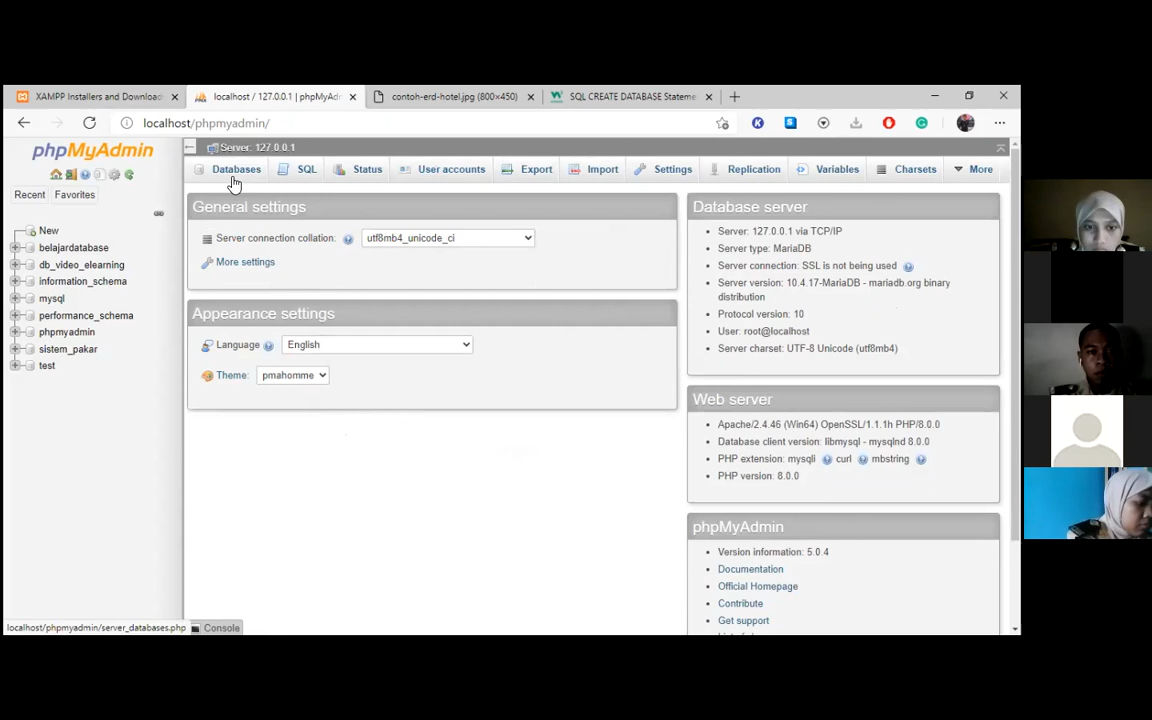 XAMPP Installers and Download
localhost / 127.0.0.1 | phpMyAdm
contoh-erd-hotel.jpg (800×450)
SQL CREATE DATABASE Stateme
localhost/phpmyadmin/
phpMyAdmin
Recent
Favorites
New
belajardatabase
db_video_elearning
information_schema
mysql
performance_schema
phpmyadmin
sistem_pakar
test
Server: 127.0.0.1
Databases
SQL
Status
User accounts
Export
Import
Settings
Replication
Variables
Charsets
More
General settings
Server connection collation:
utf8mb4_unicode_ci
More settings
Appearance settings
Language
English
Theme:
pmahomme
Database server
Server: 127.0.0.1 via TCP/IP
Server type: MariaDB
Server connection: SSL is not being used
Server version: 10.4.17-MariaDB - mariadb.org binary
distribution
Protocol version: 10
User: root@localhost
Server charset: UTF-8 Unicode (utf8mb4)
Web server
Apache/2.4.46 (Win64) OpenSSL/1.1.1h PHP/8.0.0
Database client version: libmysql - mysqlnd 8.0.0
PHP extension: mysqli curl mbstring
PHP version: 8.0.0
phpMyAdmin
Version information: 5.0.4
Documentation
Official Homepage
Contribute
Get support
localhost/phpmyadmin/server_databases.php
Console